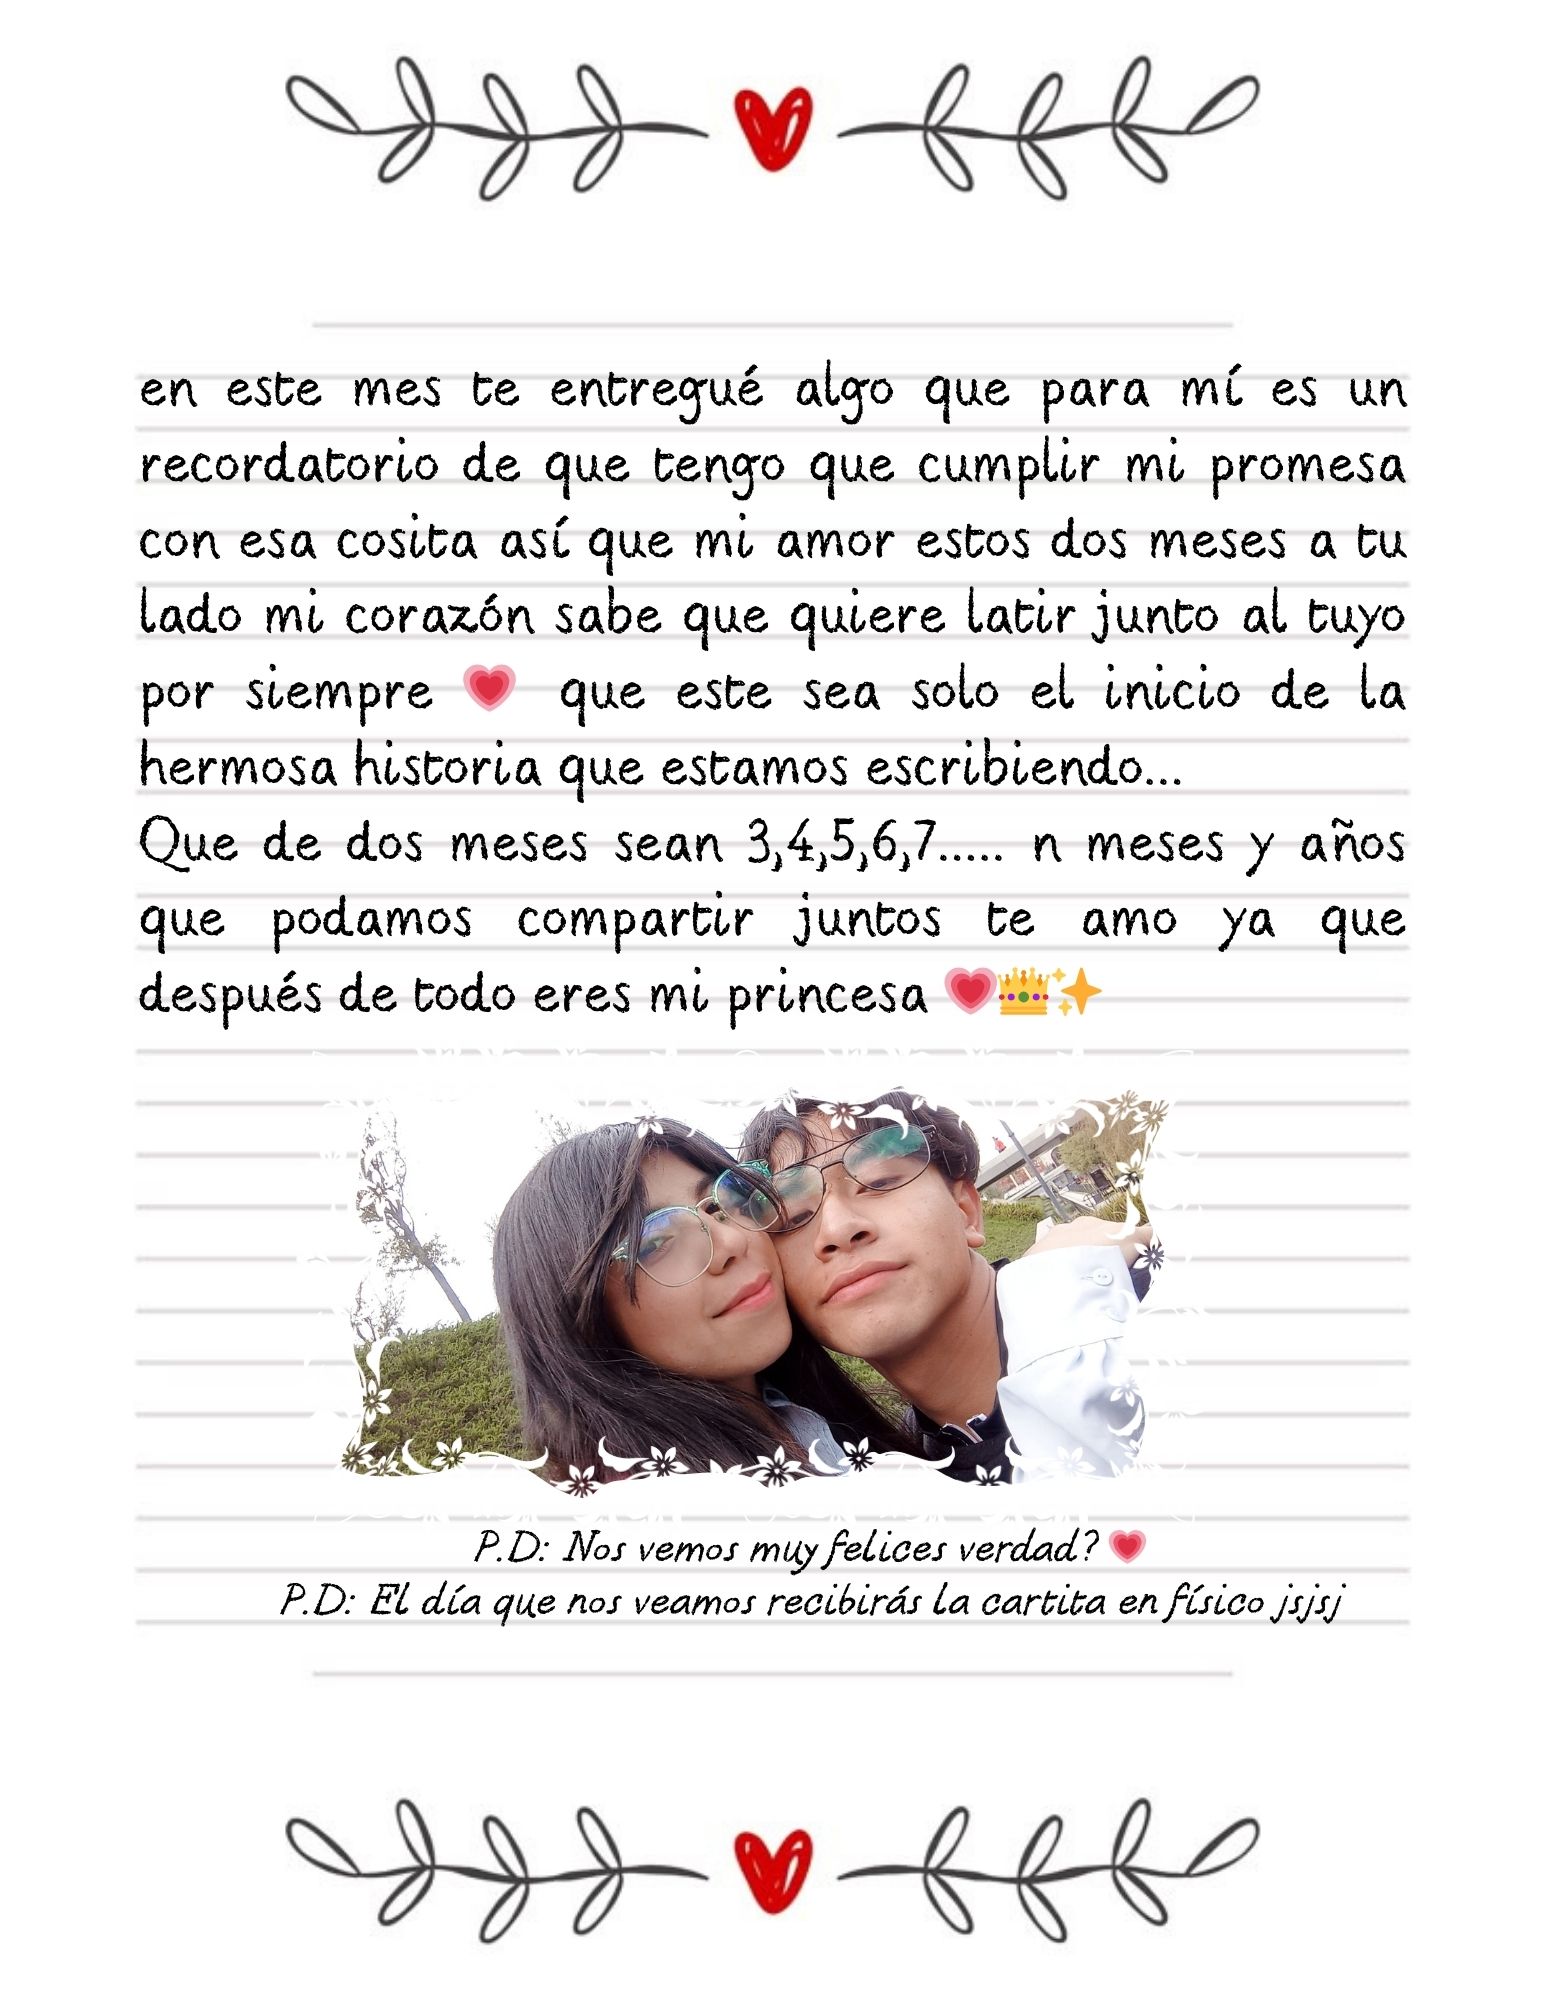 en este mes te entregué algo que para mí es un
recordatorio de que tengo que cumplir mi promesa
con esa cosita así que mi amor estos dos meses a tu
lado mi corazón sabe que quiere latir junto al tuyo
por siempre 💗 que este sea solo el inicio de la
hermosa historia que estamos escribiendo...
Que de dos meses sean 3,4,5,6,7..... n meses y años
que podamos compartir juntos te amo ya que
después de todo eres mi princesa 💗👑✨
P.D: Nos vemos muy felices verdad? 💗
P.D: El día que nos veamos recibirás la cartita en físico jsjsj